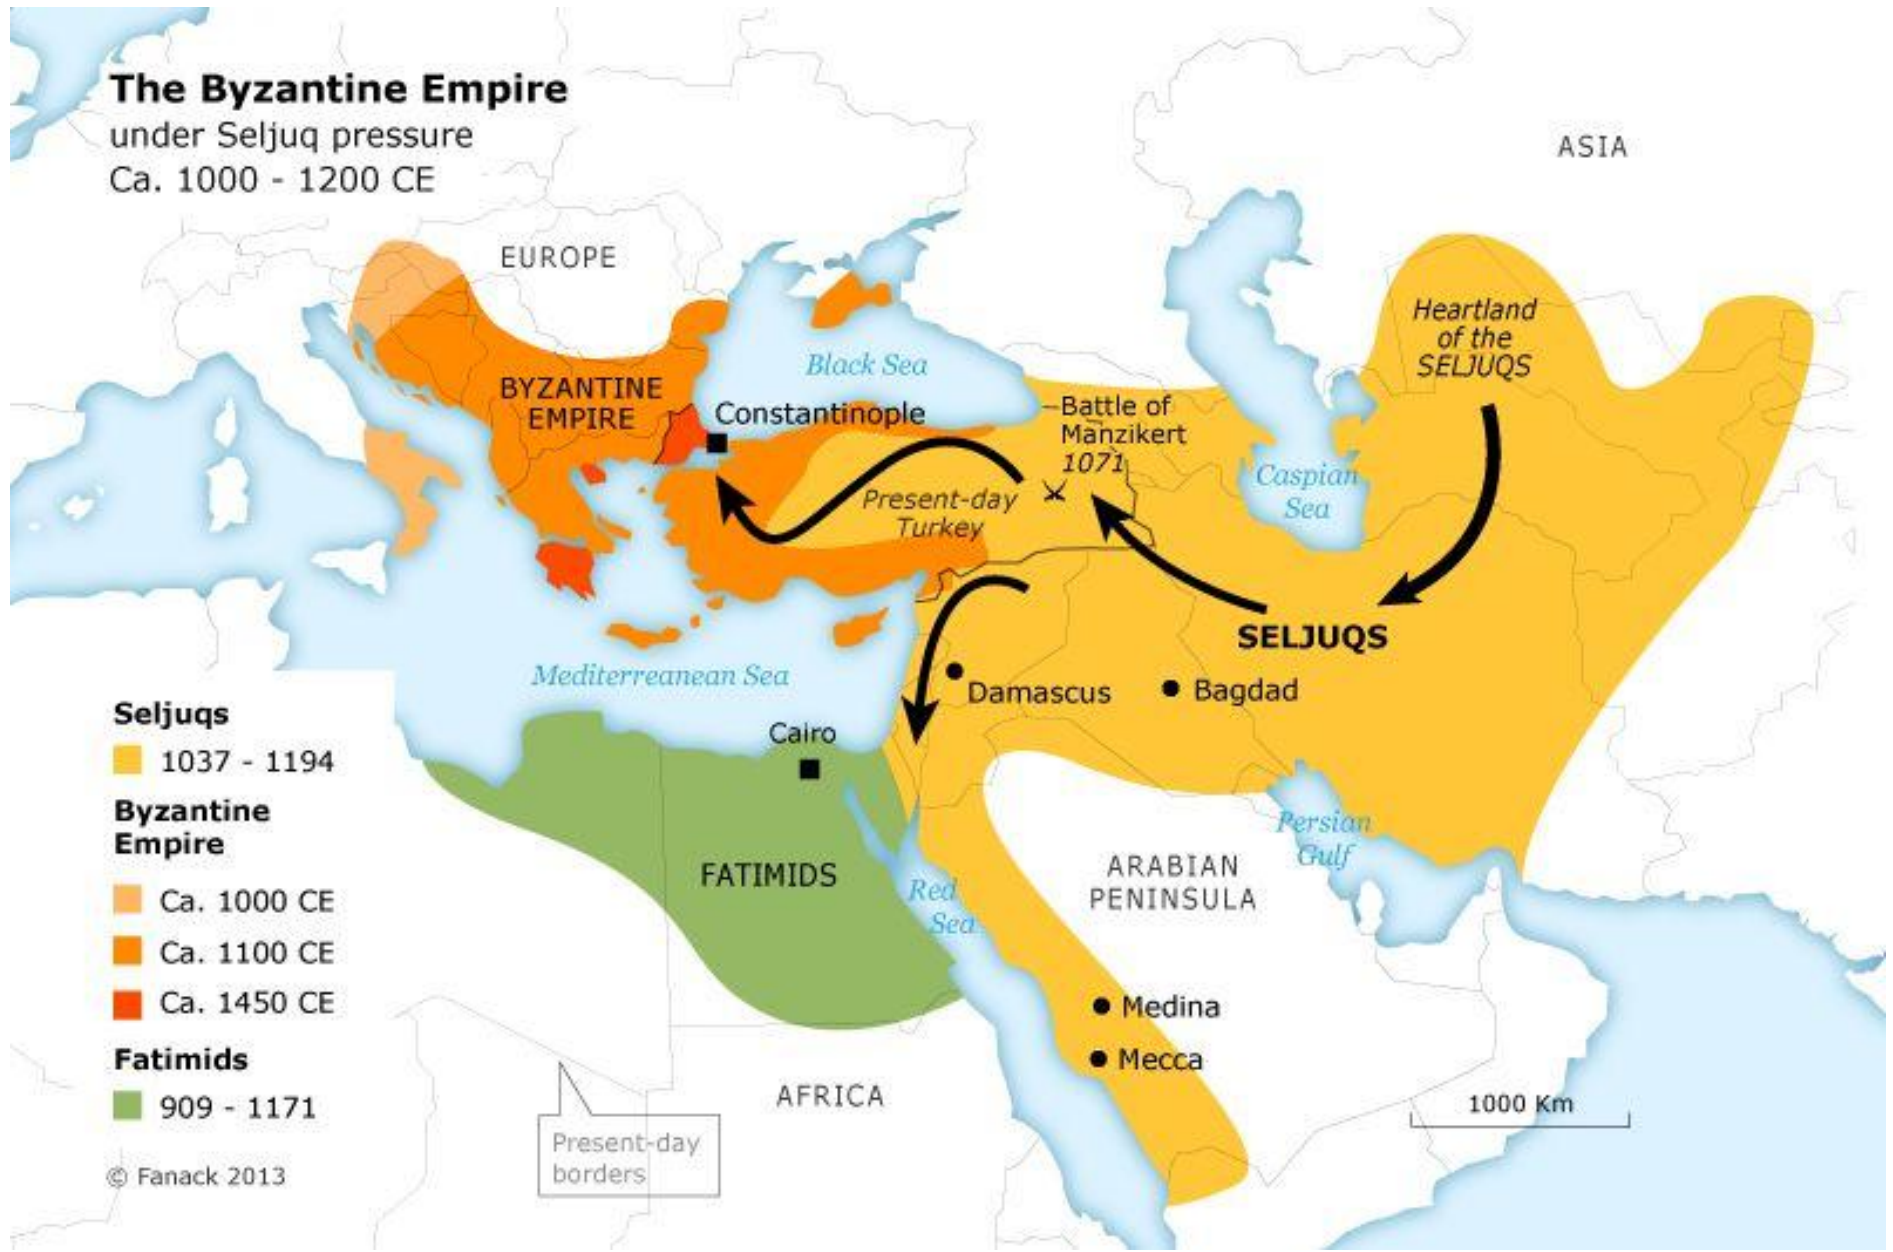 The Byzantine Empire
under Seljuq pressure
Ca. 1000 - 1200 CE
ASIA
EUROPE
Heartland
of the
SELJUQS
Black Sea
BYZANTINE
EMPIRE
Constantinople
Battle of
Manzikert
1071
Caspian
Sea
Present-day
Turkey
SELJUQS
Mediterranean Sea
Damascus
Bagdad
Cairo
Seljuqs
1037 - 1194
Byzantine
Empire
Ca. 1000 CE
Ca. 1100 CE
Ca. 1450 CE
Fatimids
909 - 1171
© Fanack 2013
FATIMIDS
Red
Sea
Persian
Gulf
ARABIAN
PENINSULA
Medina
Mecca
AFRICA
1000 Km
Present-day
borders